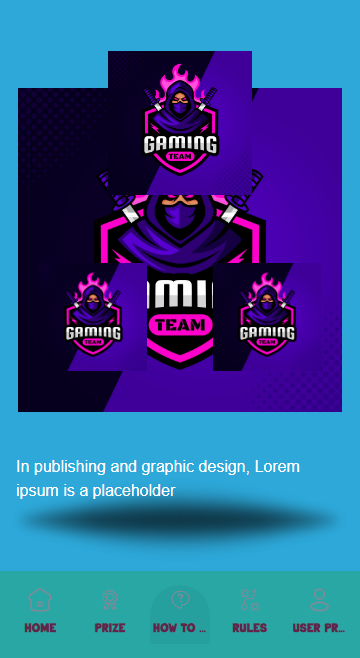 GAMING
TEAM
AMI
TEAM
GAMING
TEAM
GAMING
TEAM
In publishing and graphic design, Lorem
ipsum is a placeholder
HOME
PRIZE
HOW TO ...
RULES
USER PR...